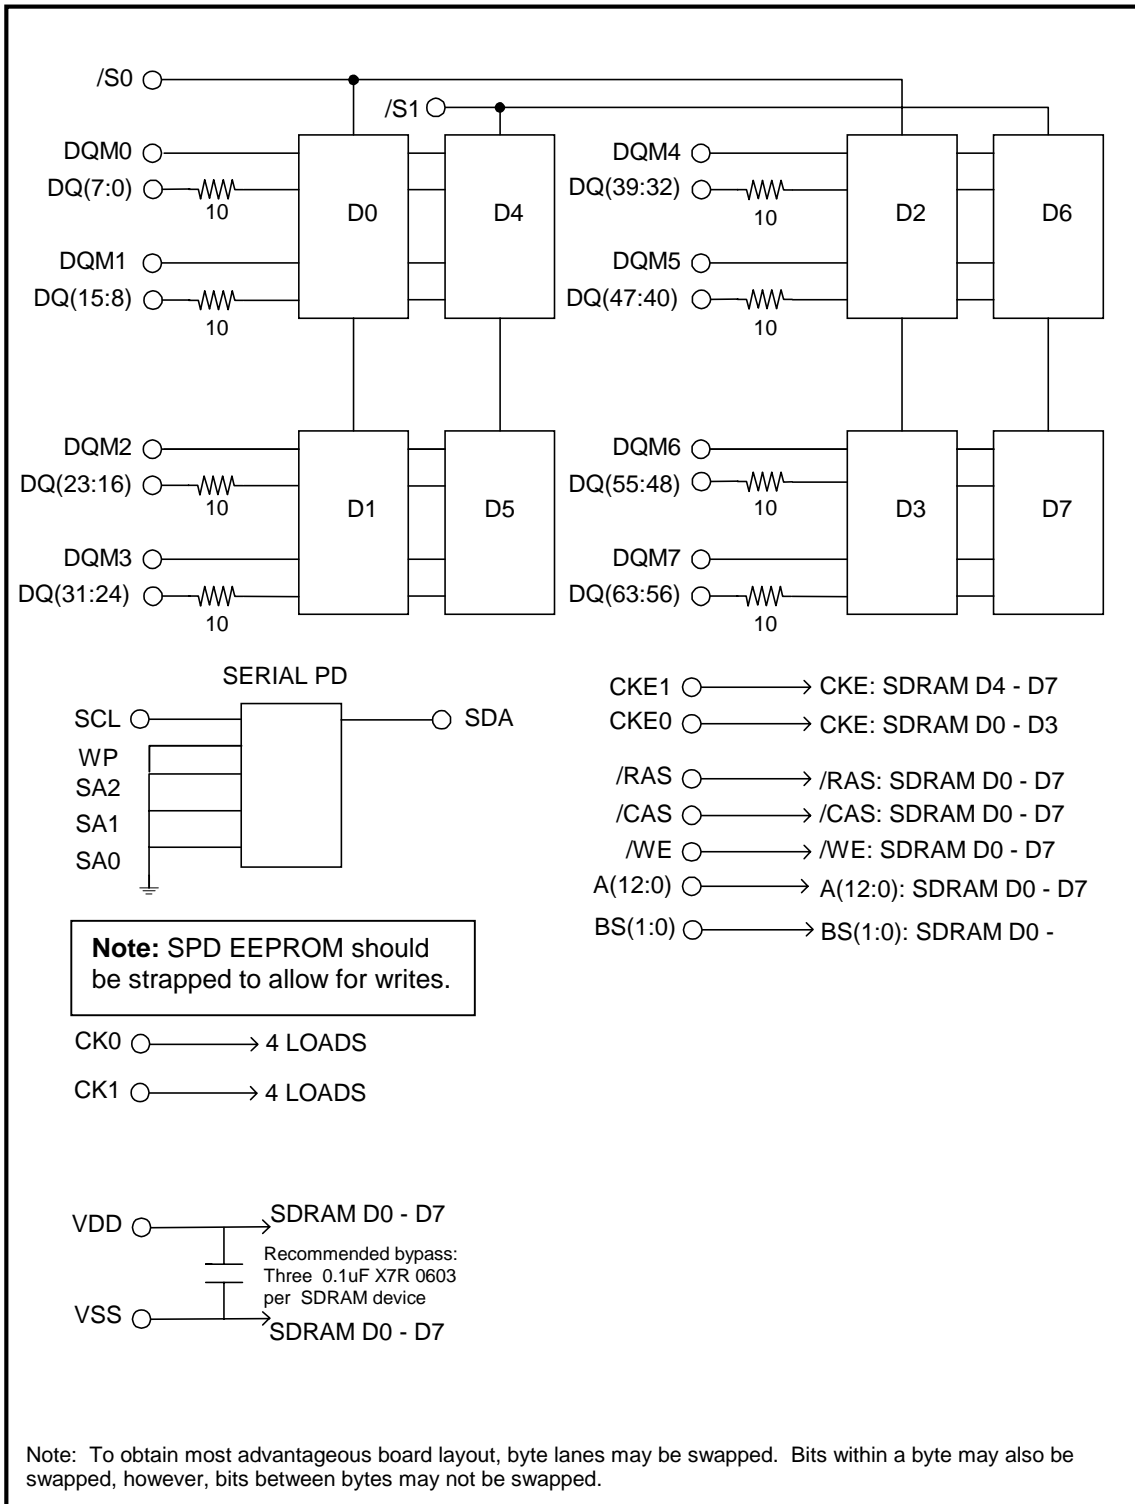 /S0
/S1
DQM0
DQ(7:0)
10
DQM1
DQ(15:8)
10
D0
D4
DQM4
DQ(39:32)
10
DQM5
DQ(47:40)
10
D2
D6
DQM2
DQ(23:16)
10
DQM3
DQ(31:24)
10
D1
D5
DQM6
DQ(55:48)
10
DQM7
DQ(63:56)
10
D3
D7
SERIAL PD
SCL
SDA
WP
SA2
SA1
SA0
CKE1
CKE: SDRAM D4 - D7
CKE0
CKE: SDRAM D0 - D3
/RAS
/RAS: SDRAM D0 - D7
/CAS
/CAS: SDRAM D0 - D7
/WE
/WE: SDRAM D0 - D7
A(12:0)
A(12:0): SDRAM D0 - D7
BS(1:0)
BS(1:0): SDRAM D0 -
Note: SPD EEPROM should
be strapped to allow for writes.
CK0
4 LOADS
CK1
4 LOADS
VDD
SDRAM D0 - D7
Recommended bypass:
Three 0.1uF X7R 0603
per SDRAM device
VSS
SDRAM D0 - D7
Note: To obtain most advantageous board layout, byte lanes may be swapped. Bits within a byte may also be
swapped, however, bits between bytes may not be swapped.